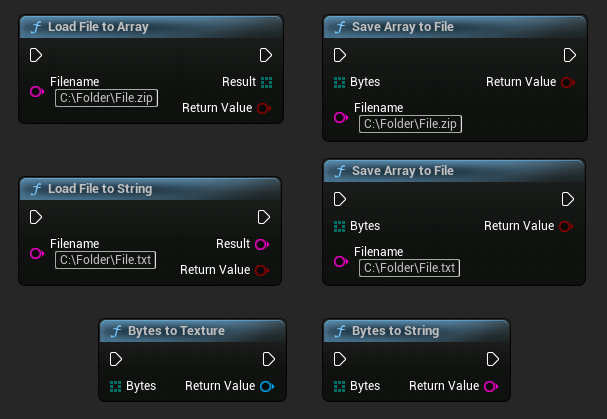 Load File to Array
Filename
C:\Folder\File.zip
Result
Return Value
Save Array to File
Bytes
Return Value
Filename
C:\Folder\File.zip
Load File to String
Filename
C:\Folder\File.txt
Result
Return Value
Save Array to File
Bytes
Return Value
Filename
C:\Folder\File.txt
Bytes to Texture
Bytes
Return Value
Bytes to String
Bytes
Return Value